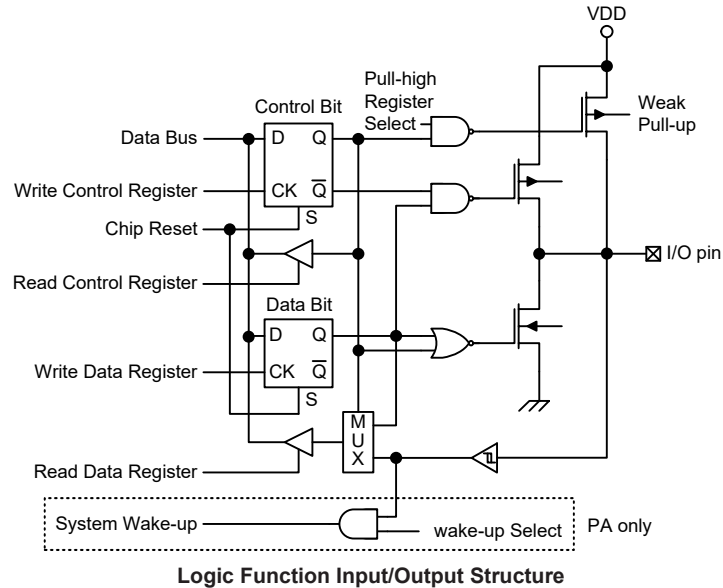 VDD
Pull-high
Register
Select
Control Bit
Weak
Pull-up
Data Bus
D Q
Write Control Register
CK Q
S
Chip Reset
I/O pin
Read Control Register
Data Bit
D Q
Write Data Register
CK Q
S
M
U
X
Read Data Register
System Wake-up
wake-up Select
PA only
Logic Function Input/Output Structure